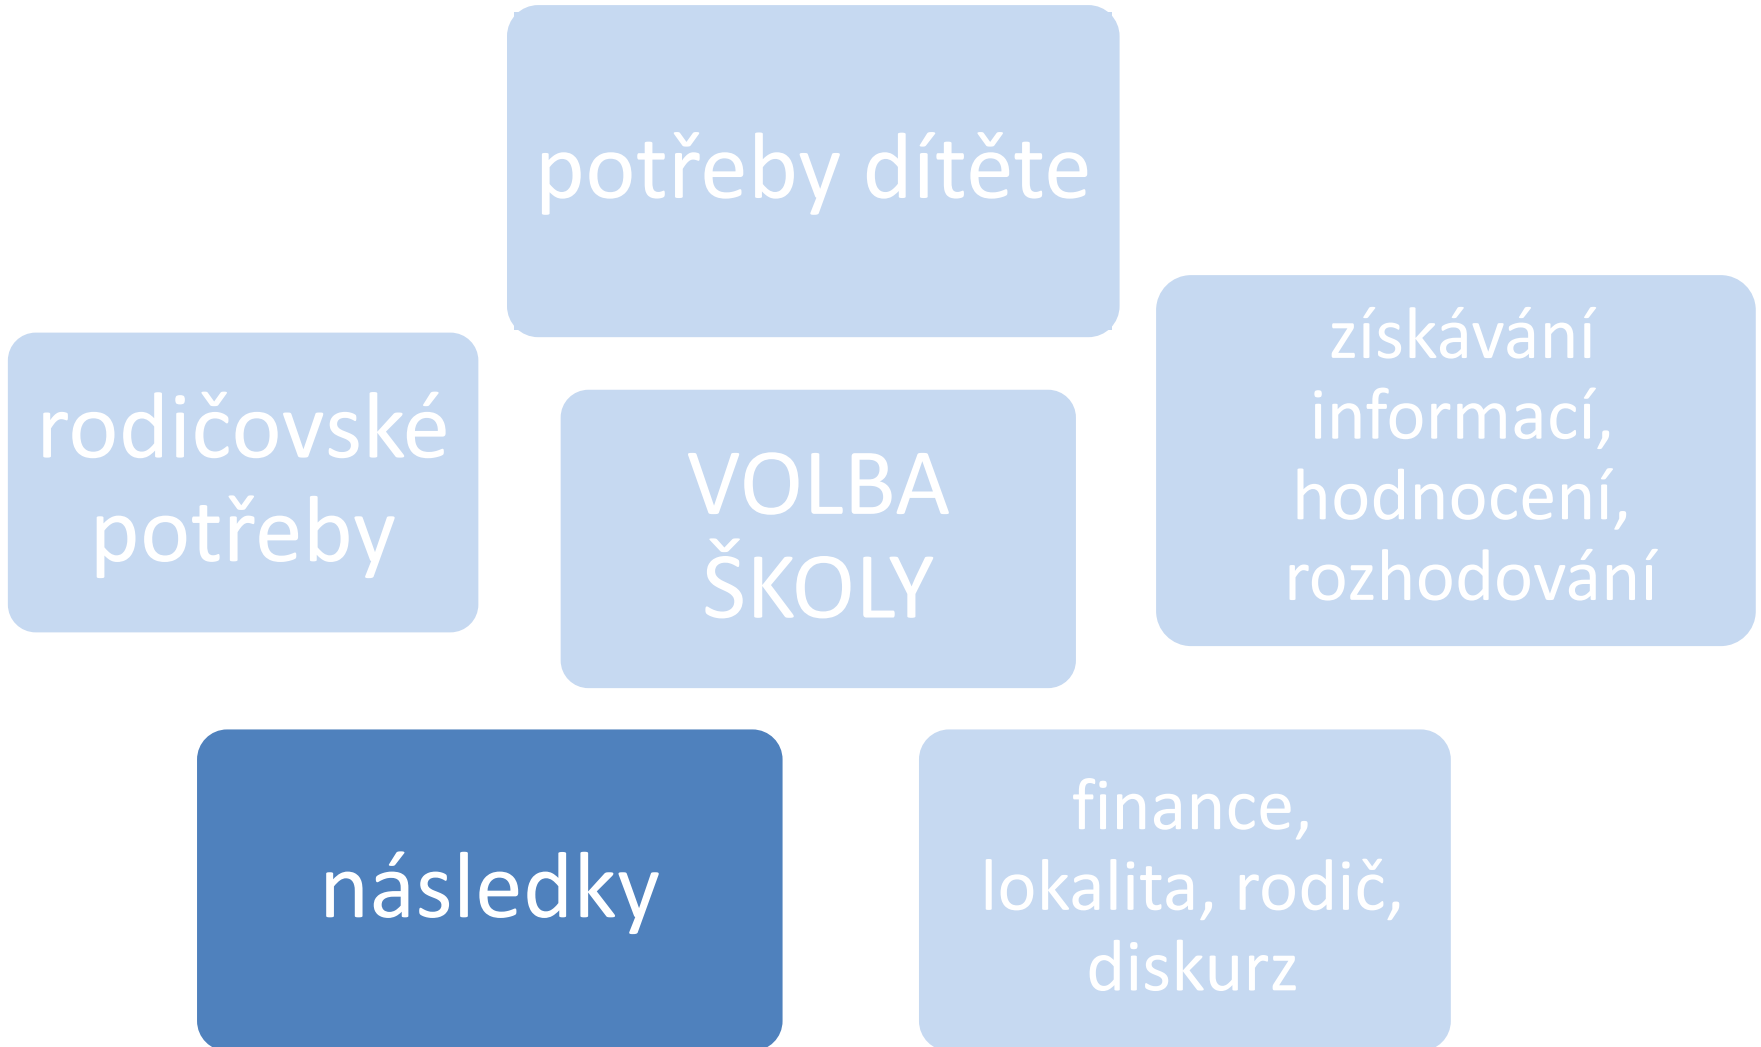 potřeby dítěte
rodičovské
potřeby
VOLBA
ŠKOLY
získávání
informací,
hodnocení,
rozhodování
následky
finance,
lokalita, rodič,
diskurz